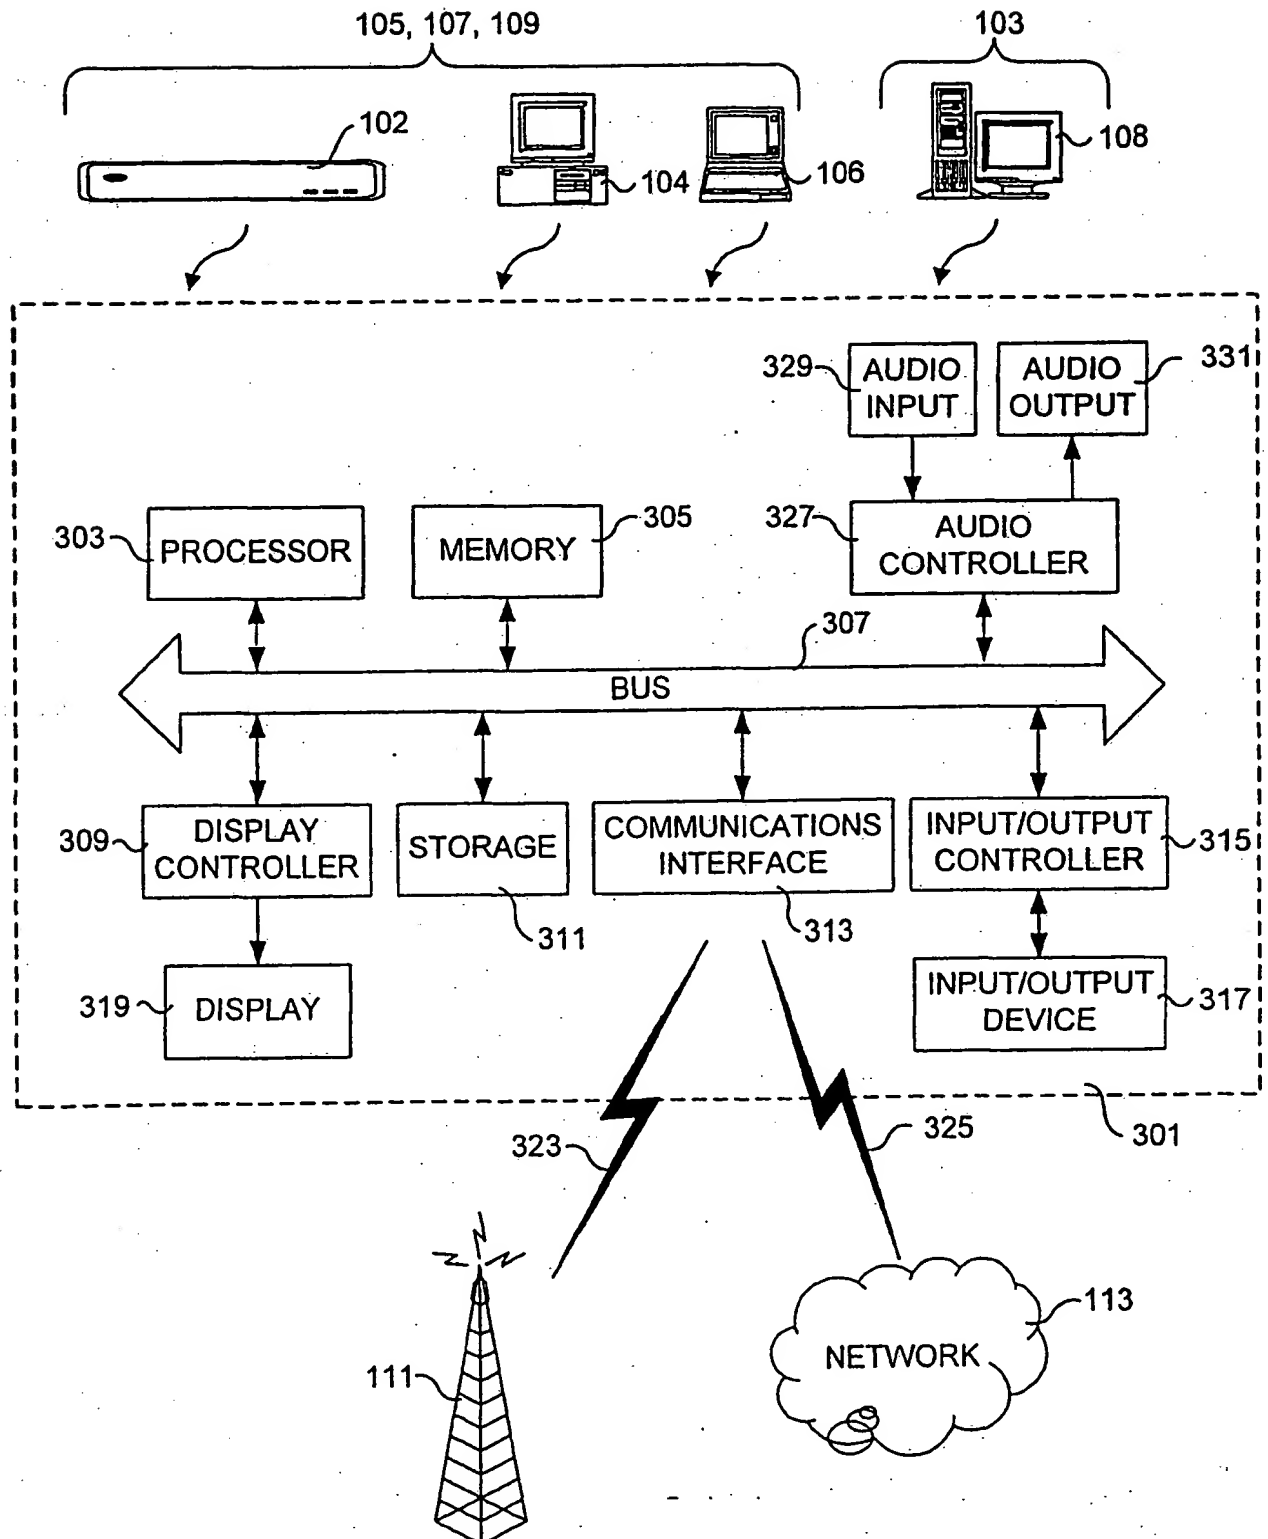 105, 107, 109
103
102
104
106
108
329
AUDIO
INPUT
AUDIO
OUTPUT
331
303
PROCESSOR
MEMORY
305
327
AUDIO
CONTROLLER
307
BUS
309
DISPLAY
CONTROLLER
STORAGE
311
COMMUNICATIONS
INTERFACE
313
INPUT/OUTPUT
CONTROLLER
315
319
DISPLAY
INPUT/OUTPUT
DEVICE
317
323
325
301
111
113
NETWORK